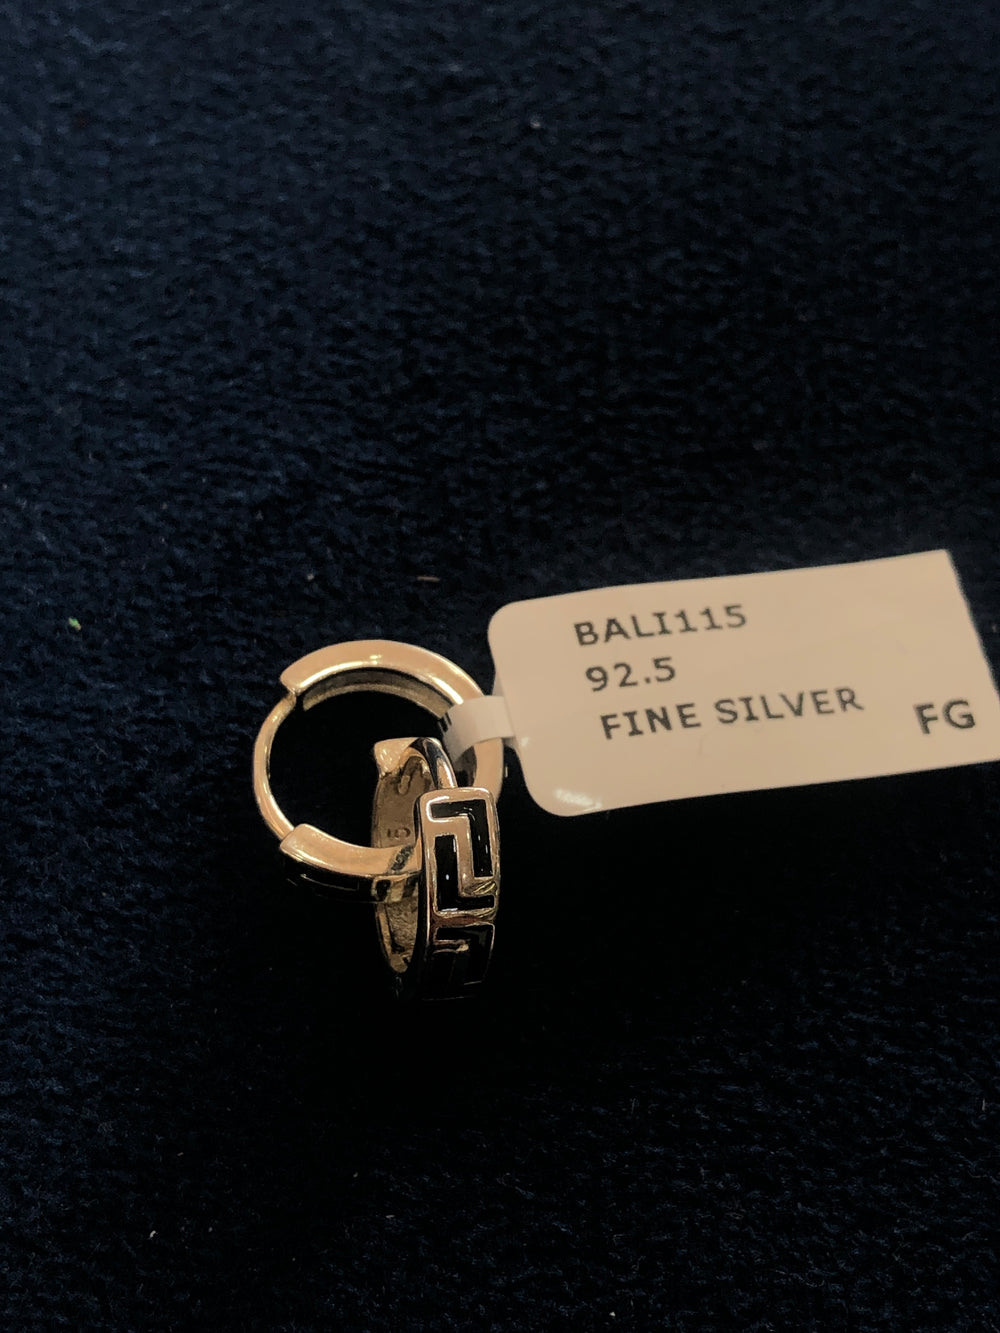 BALI115
92.5
FINE SILVER
FG